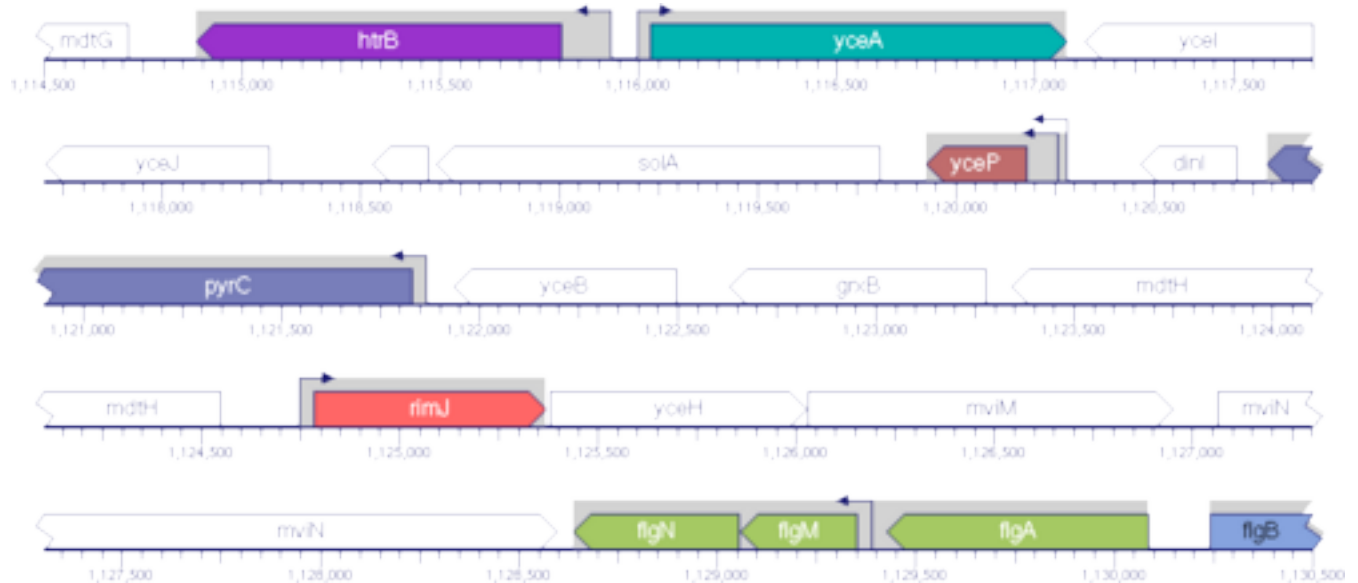 mdtG htrB yceA yceI
1,114,500 1,115,000 1,115,500 1,116,000 1,116,500 1,117,000 1,117,500
yceJ solA yceP dinI
1,118,000 1,118,500 1,119,000 1,119,500 1,120,000 1,120,500
pyrC yceB grxB mdtH
1,121,000 1,121,500 1,122,000 1,122,500 1,123,000 1,123,500 1,124,000
mdtH rimJ yceH mviM mviN
1,124,500 1,125,000 1,125,500 1,126,000 1,126,500 1,127,000
mviN flgN flgM flgA flgB
1,127,500 1,128,000 1,128,500 1,129,000 1,129,500 1,130,000 1,130,500